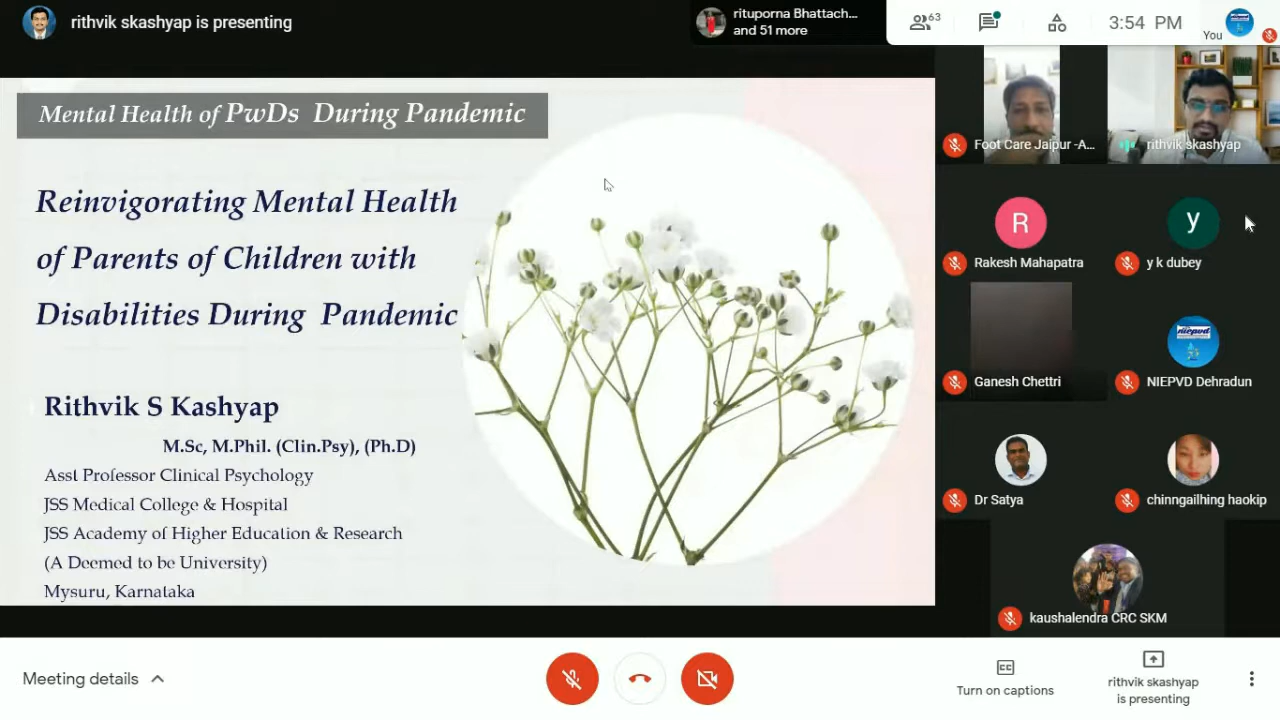 rithvik skashyap is presenting
rituporna Bhattach...
and 51 more
63
3:54 PM
You
Mental Health of PwDs During Pandemic
Reinvigorating Mental Health
of Parents of Children with
Disabilities During Pandemic
Rithvik S Kashyap
M.Sc, M.Phil. (Clin.Psy), (Ph.D)
Asst Professor Clinical Psychology
JSS Medical College & Hospital
JSS Academy of Higher Education & Research
(A Deemed to be University)
Mysuru, Karnataka
Foot Care Jaipur -A...
rithvik skashyap
R
Rakesh Mahapatra
y
y k dubey
Ganesh Chettri
niepvd
NIEPVD Dehradun
Dr Satya
chinngailhing haokip
kaushalendra CRC SKM
Meeting details
CC
Turn on captions
rithvik skashyap
is presenting